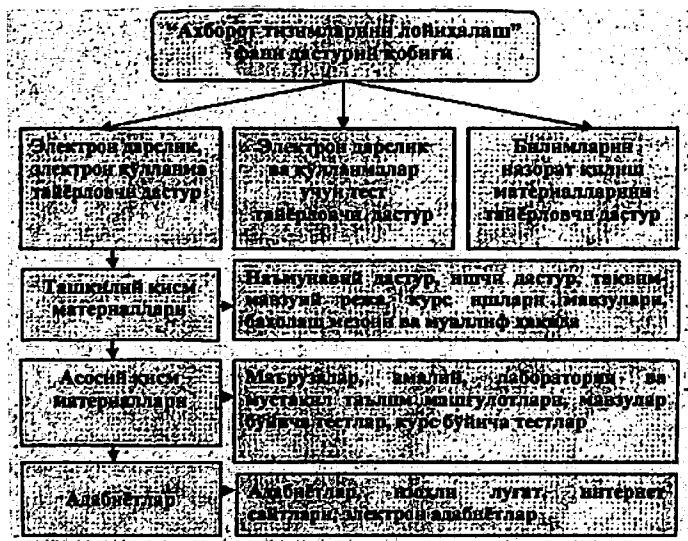 “Ахборот тизимларини лойихалаш”
фани дастурий қобиғи
Электрон дарслик,
электрон қўлланма
тайёрловчи дастур
Электрон дарслик
ва қўлланмалар
учун тест
тайёрловчи дастур
Билимларни
назорат қилиш
материалларини
тайёрловчи дастур
Ташкилий қисм
материаллари
Наъмунавий дастур, ишчи дастур, тақвим
мавзуий режа, курс ишлари мавзулари,
баҳолаш мезони ва муаллиф ҳақида
Асосий қисм
материаллари
Маърузалар, амалий, лаборатория ва
мустақил таълим машғулотлари, мавзулар
бўйича тестлар, курс бўйича тестлар
Адабиётлар
Адабиётлар, изоҳли луғат, интернет
сайтлари, электрон адабиётлар